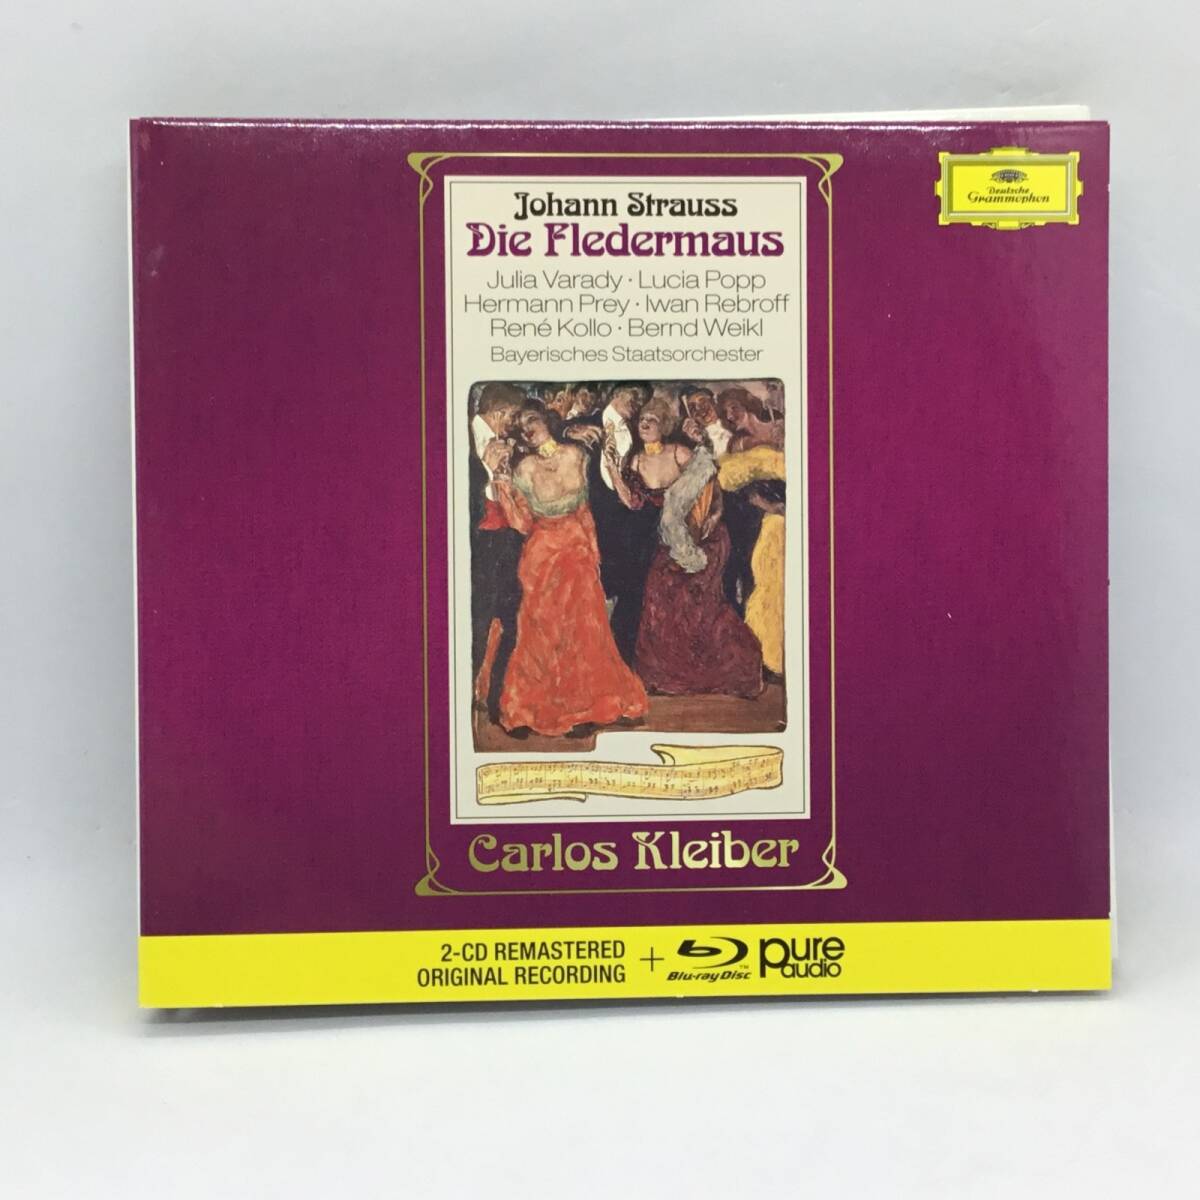 Deutsche
Grammophon
Johann Strauss
Die Fledermaus
Julia Varady · Lucia Popp
Hermann Prey · Iwan Rebroff
René Kollo · Bernd Weikl
Bayerisches Staatsorchester
Carlos Kleiber
2-CD REMASTERED
ORIGINAL RECORDING
+
Blu-ray Disc™
pure
audio